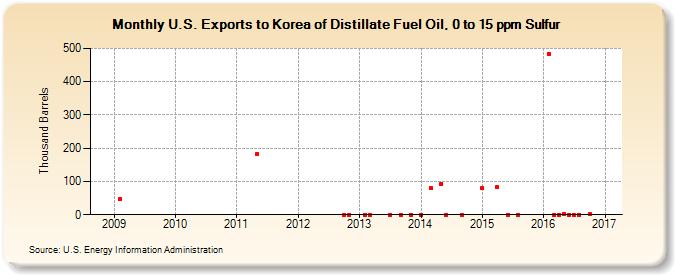 Monthly U.S. Exports to Korea of Distillate Fuel Oil, 0 to 15 ppm Sulfur
Thousand Barrels
500
400
300
200
100
0
2009 2010 2011 2012 2013 2014 2015 2016 2017
Source: U.S. Energy Information Administration